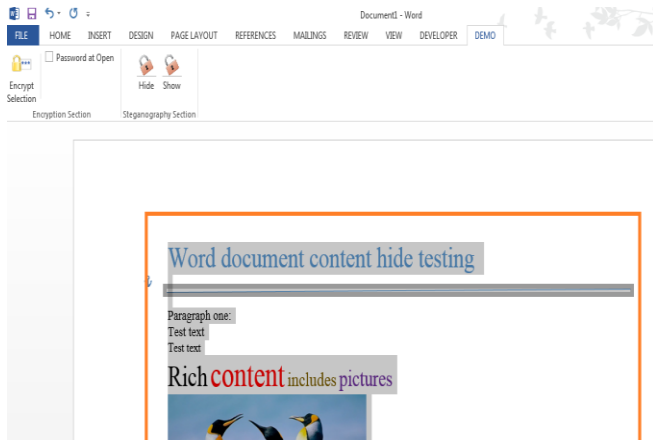 Document1 - Word
FILE HOME INSERT DESIGN PAGE LAYOUT REFERENCES MAILINGS REVIEW VIEW DEVELOPER DEMO
Password at Open
Encrypt
Selection
Hide Show
Encryption Section Steganography Section
Word document content hide testing
Paragraph one:
Test text
Test text
Rich content includes pictures